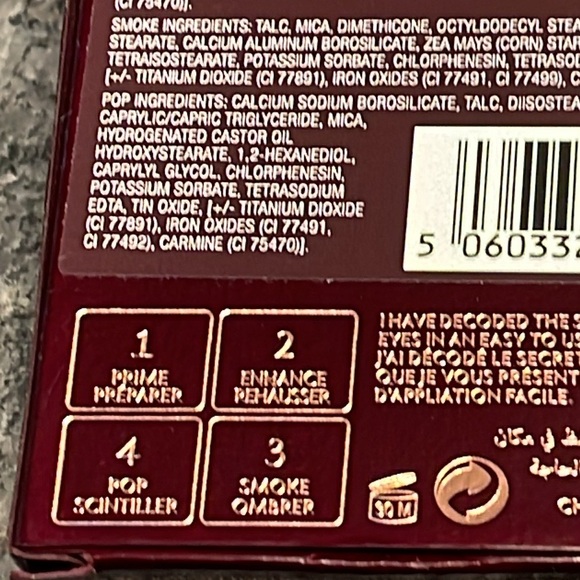 (CI 75470)].
SMOKE INGREDIENTS: TALC, MICA, DIMETHICONE, OCTYLDODECYL
STEARATE, CALCIUM ALUMINUM BOROSILICATE, ZEA MAYS (CORN)
TETRAISOSTEARATE, POTASSIUM SORBATE, CHLORPHENESIN,
[+/- TITANIUM DIOXIDE (CI 77891), IRON OXIDES (CI 77491, CI 77499),
POP INGREDIENTS: CALCIUM SODIUM BOROSILICATE, TALC,
CAPRYLIC/CAPRIC TRIGLYCERIDE, MICA,
HYDROGENATED CASTOR OIL
HYDROXYSTEARATE, 1,2-HEXANEDIOL,
CAPRYLYL GLYCOL, CHLORPHENESIN,
POTASSIUM SORBATE, TETRASODIUM
EDTA, TIN OXIDE, [+/- TITANIUM DIOXIDE
(CI 77891), IRON OXIDES (CI 77491,
CI 77492), CARMINE (CI 75470)].
5 060332
1
PRIME
PRÉPARER
2
ENHANCE
REHAUSSER
4
POP
SCINTILLER
3
SMOKE
OMBRER
I HAVE DECODED THE
EYES IN AN EASY TO
J'AI DÉCODÉ LE
QUE JE VOUS
D'APPLIATION FACILE.
في مكان
30 M